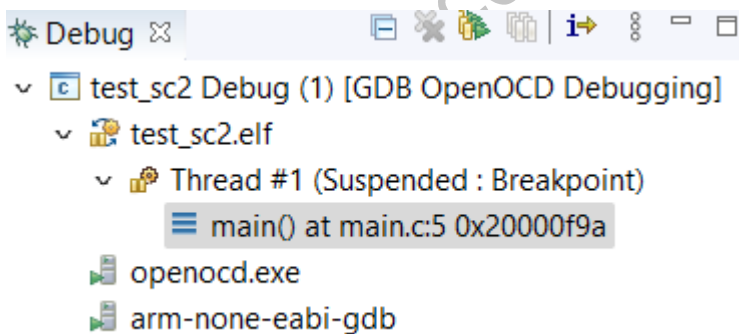 Debug
test_sc2 Debug (1) [GDB OpenOCD Debugging]
test_sc2.elf
Thread #1 (Suspended : Breakpoint)
main() at main.c:5 0x20000f9a
openocd.exe
arm-none-eabi-gdb